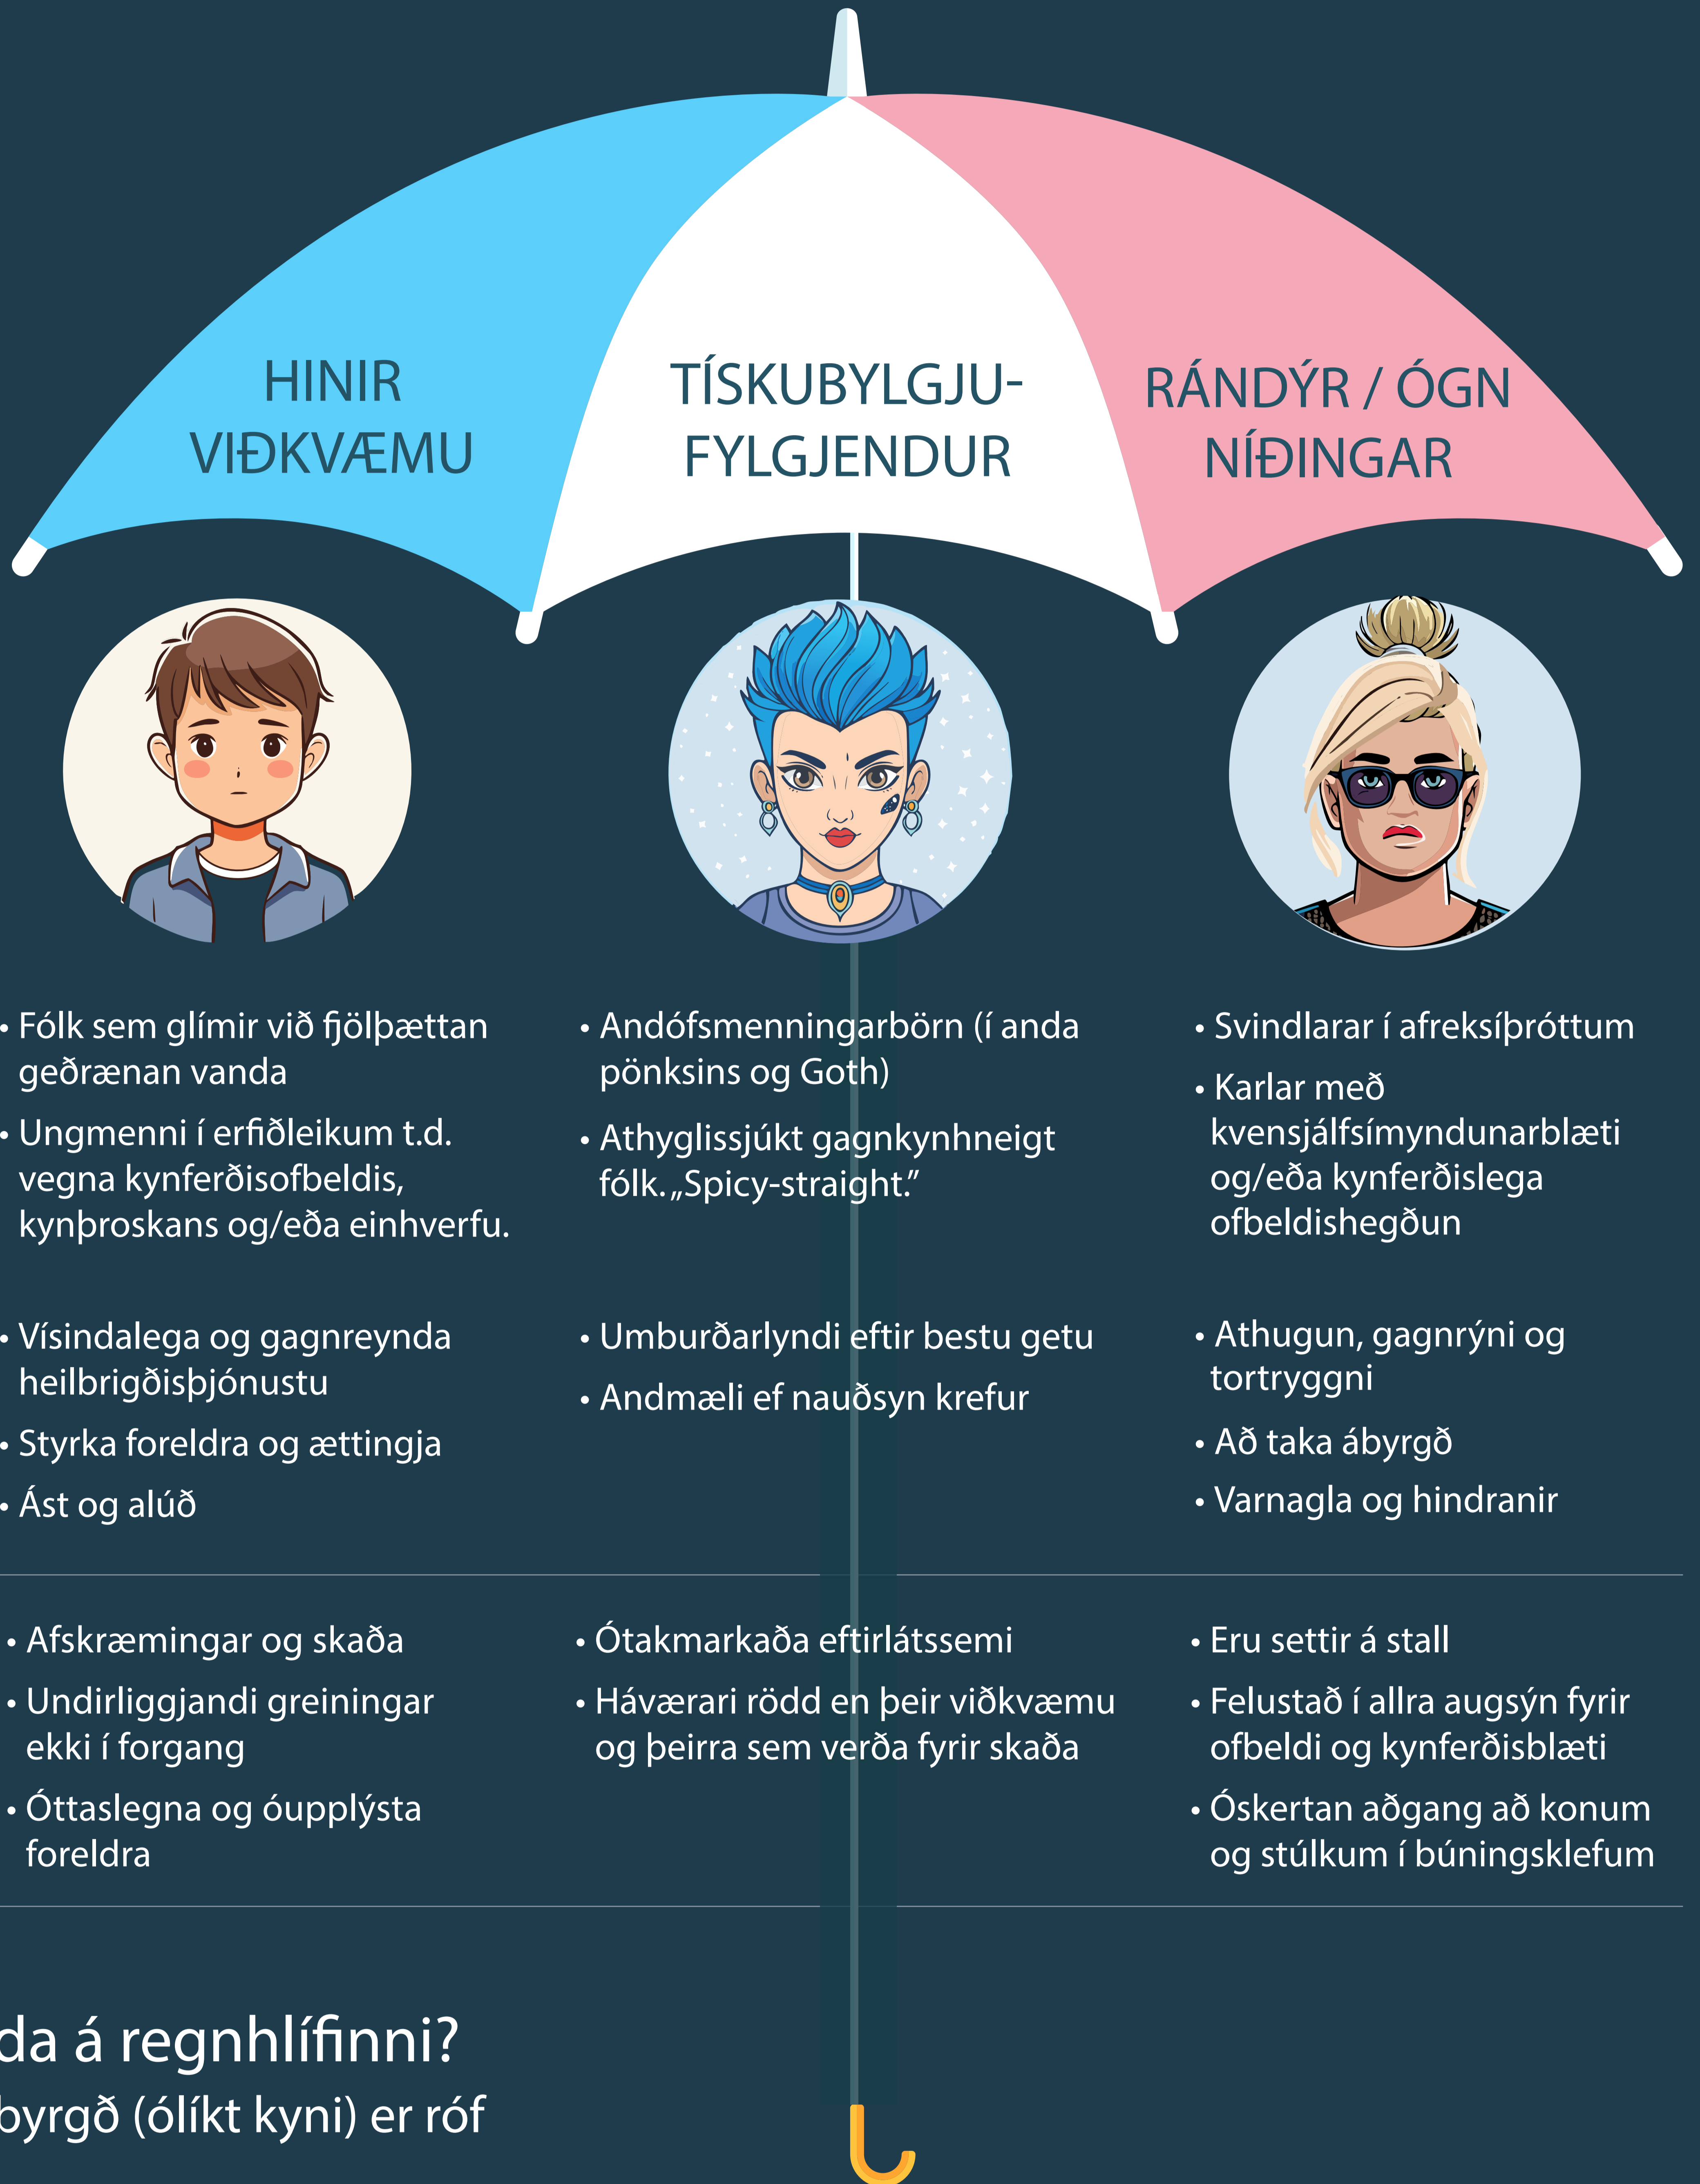 HINIR
VIÐKVÆMU
TÍSKUBYLGJU-
FYLGJENDUR
RÁNDÝR / ÓGN
NÍÐINGAR
• Fólk sem glímir við fjölþættan
geðrænan vanda
• Ungmenni í erfiðleikum t.d.
vegna kynferðisofbeldis,
kynþroskans og/eða einhverfu.
• Andófsmenningarbörn (í anda
pönksins og Goth)
• Athyglissjúkt gagnkynhneigt
fólk. „Spicy-straight.”
• Svindlarar í afreksíþróttum
• Karlar með
kvensjálfsímyndunarblæti
og/eða kynferðislega
ofbeldishegðun
• Vísindalega og gagnreynda
heilbrigðisþjónustu
• Styrka foreldra og ættingja
• Ást og alúð
• Umburðarlyndi eftir bestu getu
• Andmæli ef nauðsyn krefur
• Athugun, gagnrýni og
tortryggni
• Að taka ábyrgð
• Varnagla og hindranir
• Afskræmingar og skaða
• Undirliggjandi greiningar
ekki í forgang
• Óttaslegna og óupplýsta
foreldra
• Ótakmarkaða eftirlátssemi
• Háværari rödd en þeir viðkvæmu
og þeirra sem verða fyrir skaða
• Eru settir á stall
• Felustað í allra augsýn fyrir
ofbeldi og kynferðisblæti
• Óskertan aðgang að konum
og stúlkum í búningsklefum
da á regnhlífinni?
byrgð (ólíkt kyni) er róf